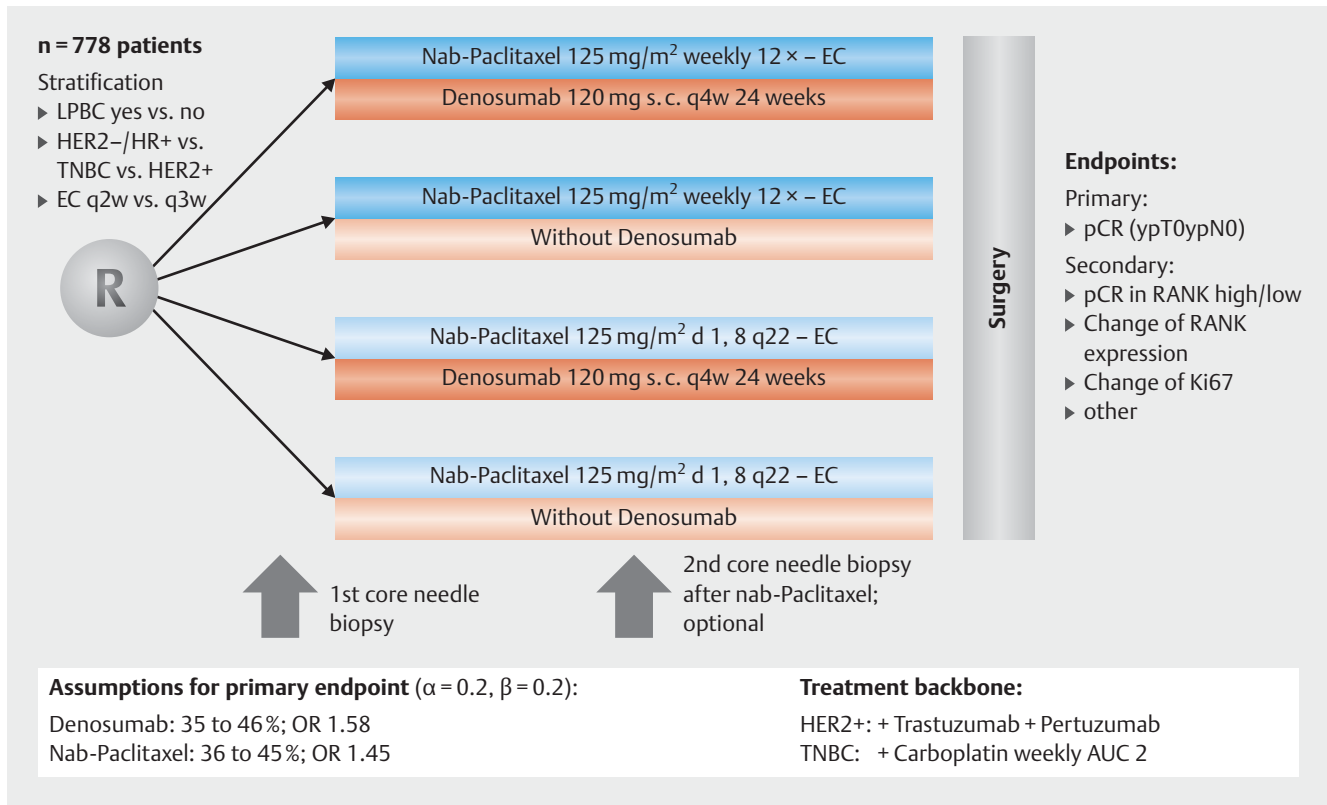 n = 778 patients
Stratification
▸ LPBC yes vs. no
▸ HER2–/HR+ vs.
TNBC vs. HER2+
▸ EC q2w vs. q3w
R
Nab-Paclitaxel 125 mg/m² weekly 12 × – EC
Denosumab 120 mg s. c. q4w 24 weeks
Nab-Paclitaxel 125 mg/m² weekly 12 × – EC
Without Denosumab
Nab-Paclitaxel 125 mg/m² d 1, 8 q22 – EC
Denosumab 120 mg s. c. q4w 24 weeks
Nab-Paclitaxel 125 mg/m² d 1, 8 q22 – EC
Without Denosumab
Surgery
Endpoints:
Primary:
▸ pCR (ypT0ypN0)
Secondary:
▸ pCR in RANK high/low
▸ Change of RANK
expression
▸ Change of Ki67
▸ other
1st core needle
biopsy
2nd core needle biopsy
after nab-Paclitaxel;
optional
Assumptions for primary endpoint (α = 0.2, β = 0.2):
Denosumab: 35 to 46 %; OR 1.58
Nab-Paclitaxel: 36 to 45 %; OR 1.45
Treatment backbone:
HER2+: + Trastuzumab + Pertuzumab
TNBC: + Carboplatin weekly AUC 2